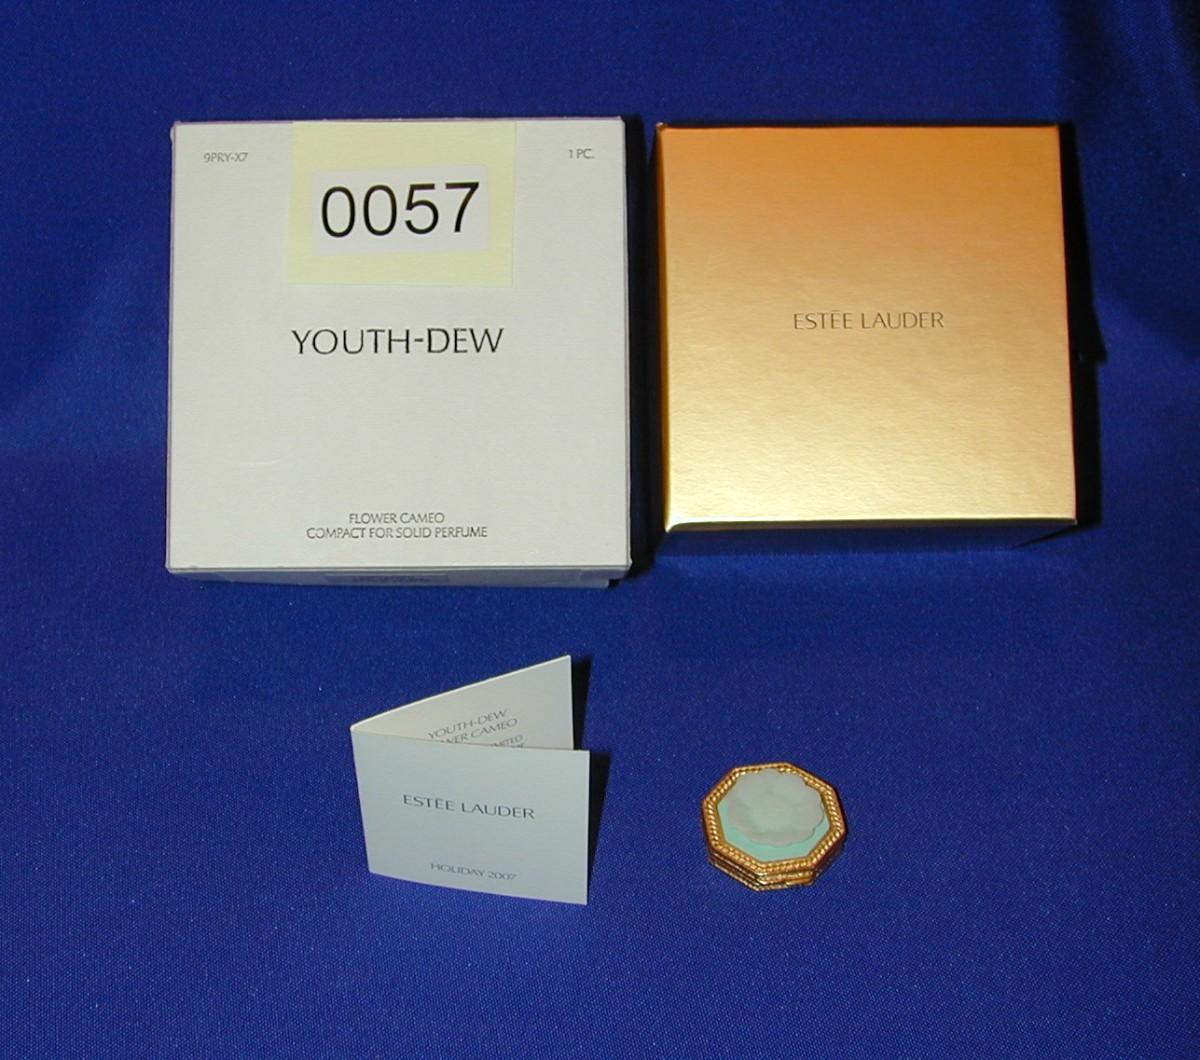 9PRY-X7
1 PC.
0057
YOUTH-DEW
FLOWER CAMEO
COMPACT FOR SOLID PERFUME
ESTĒE LAUDER
YOUTH-DEW
CAMEO
ESTĒE LAUDER
HOLIDAY 2007